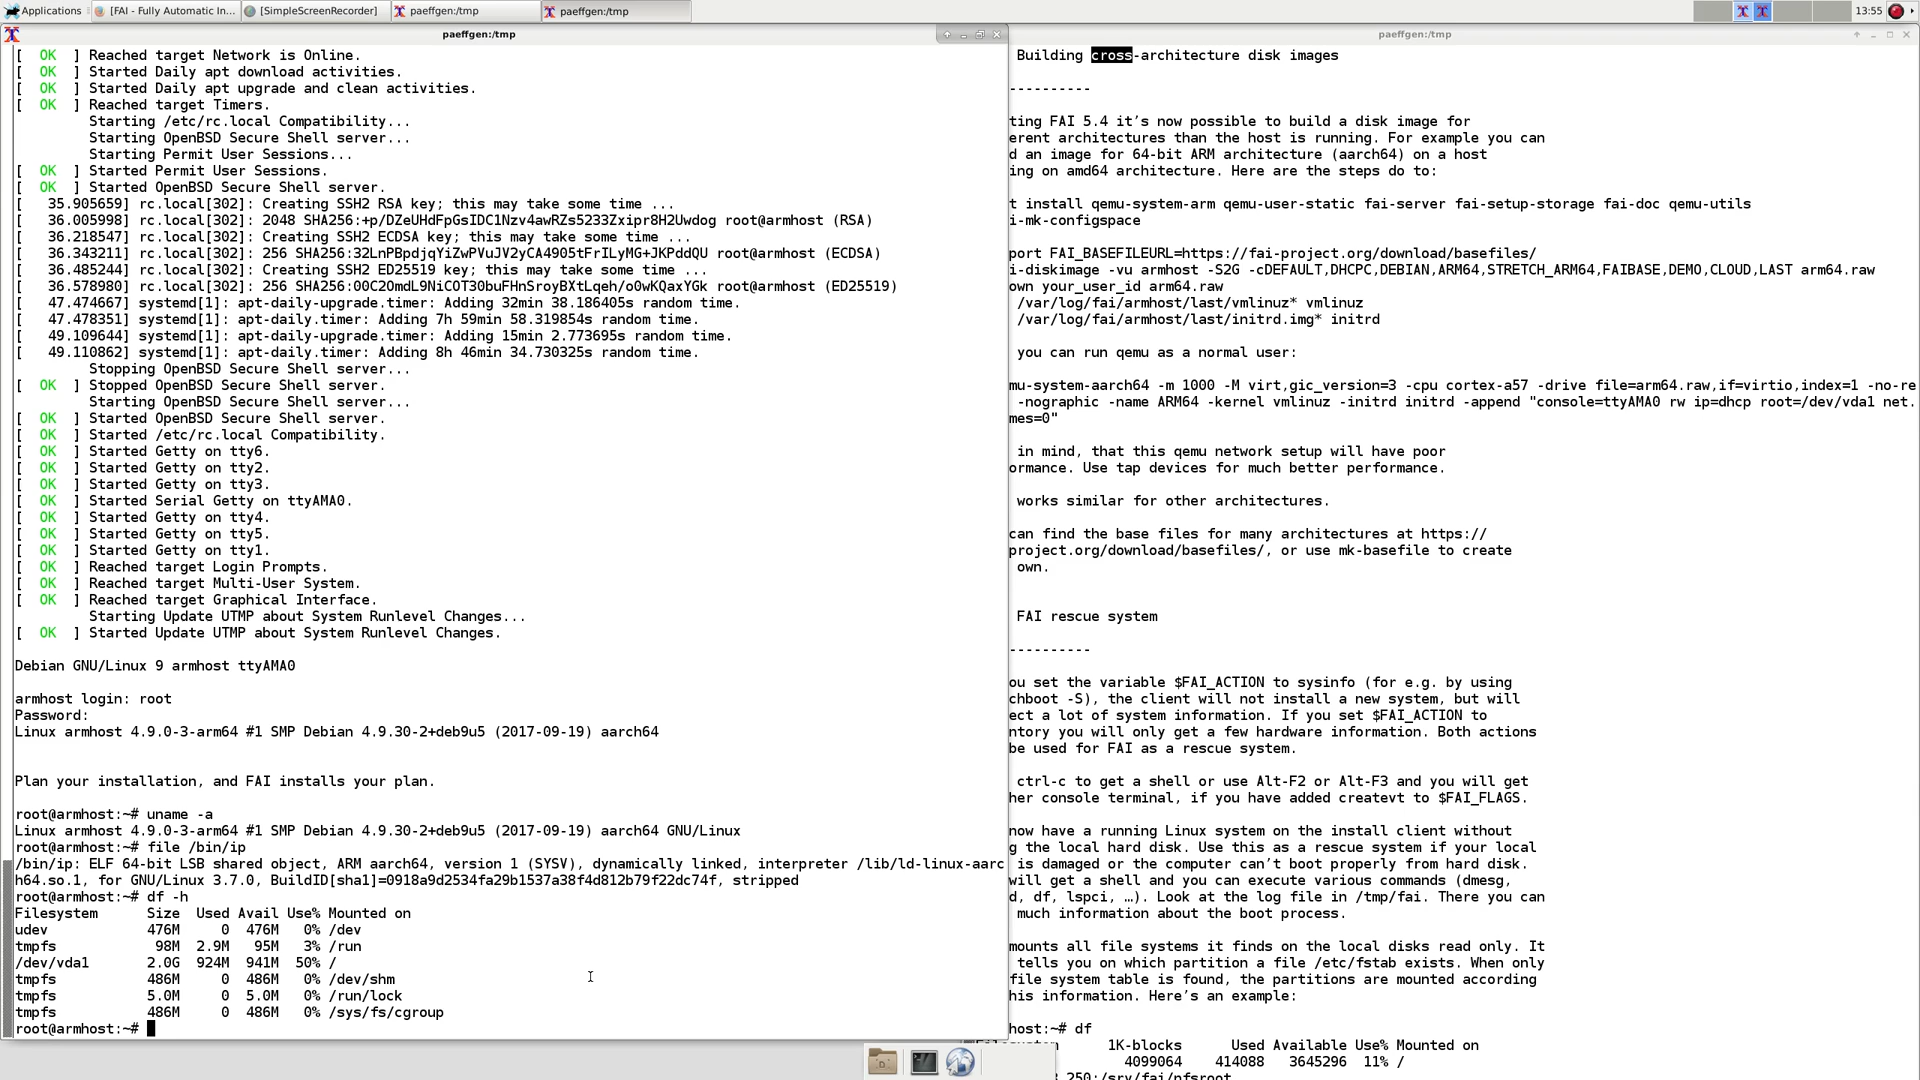 Applications
[FAI - Fully Automatic In...
[SimpleScreenRecorder]
paeffgen:/tmp
paeffgen:/tmp
13:55
paeffgen:/tmp
[  OK  ] Reached target Network is Online.
[  OK  ] Started Daily apt download activities.
[  OK  ] Started Daily apt upgrade and clean activities.
[  OK  ] Reached target Timers.
Starting /etc/rc.local Compatibility...
Starting OpenBSD Secure Shell server...
Starting Permit User Sessions...
[  OK  ] Started Permit User Sessions.
[  OK  ] Started OpenBSD Secure Shell server.
[   35.905659] rc.local[302]: Creating SSH2 RSA key; this may take some time ...
[   36.005998] rc.local[302]: 2048 SHA256:+p/DZeUHdFpGsIDC1Nzv4awRZs5233Zxipr8H2Uwdog root@armhost (RSA)
[   36.218547] rc.local[302]: Creating SSH2 ECDSA key; this may take some time ...
[   36.343211] rc.local[302]: 256 SHA256:32LnPBpdjqYiZwPVuJV2yCA4905tFrILyMG+JKPddQU root@armhost (ECDSA)
[   36.485244] rc.local[302]: Creating SSH2 ED25519 key; this may take some time ...
[   36.578980] rc.local[302]: 256 SHA256:00C2OmdL9NiCOT30buFHnSroyBXtLqeh/o0wKQaxYGk root@armhost (ED25519)
[   47.474667] systemd[1]: apt-daily-upgrade.timer: Adding 32min 38.186405s random time.
[   47.478351] systemd[1]: apt-daily.timer: Adding 7h 59min 58.319854s random time.
[   49.109644] systemd[1]: apt-daily-upgrade.timer: Adding 15min 2.773695s random time.
[   49.110862] systemd[1]: apt-daily.timer: Adding 8h 46min 34.730325s random time.
Stopping OpenBSD Secure Shell server...
[  OK  ] Stopped OpenBSD Secure Shell server.
Starting OpenBSD Secure Shell server...
[  OK  ] Started OpenBSD Secure Shell server.
[  OK  ] Started /etc/rc.local Compatibility.
[  OK  ] Started Getty on tty6.
[  OK  ] Started Getty on tty2.
[  OK  ] Started Getty on tty3.
[  OK  ] Started Serial Getty on ttyAMA0.
[  OK  ] Started Getty on tty4.
[  OK  ] Started Getty on tty5.
[  OK  ] Started Getty on tty1.
[  OK  ] Reached target Login Prompts.
[  OK  ] Reached target Multi-User System.
[  OK  ] Reached target Graphical Interface.
Starting Update UTMP about System Runlevel Changes...
[  OK  ] Started Update UTMP about System Runlevel Changes.
Debian GNU/Linux 9 armhost ttyAMA0
armhost login: root
Password:
Linux armhost 4.9.0-3-arm64 #1 SMP Debian 4.9.30-2+deb9u5 (2017-09-19) aarch64
Plan your installation, and FAI installs your plan.
root@armhost:~# uname -a
Linux armhost 4.9.0-3-arm64 #1 SMP Debian 4.9.30-2+deb9u5 (2017-09-19) aarch64 GNU/Linux
root@armhost:~# file /bin/ip
/bin/ip: ELF 64-bit LSB shared object, ARM aarch64, version 1 (SYSV), dynamically linked, interpreter /lib/ld-linux-aarc
h64.so.1, for GNU/Linux 3.7.0, BuildID[sha1]=0918a9d2534fa29b1537a38f4d812b79f22dc74f, stripped
root@armhost:~# df -h
Filesystem      Size  Used Avail Use% Mounted on
udev            476M     0  476M   0% /dev
tmpfs            98M  2.9M   95M   3% /run
/dev/vda1       2.0G  924M  941M  50% /
tmpfs           486M     0  486M   0% /dev/shm
tmpfs           5.0M     0  5.0M   0% /run/lock
tmpfs           486M     0  486M   0% /sys/fs/cgroup
root@armhost:~#
paeffgen:/tmp
Building cross-architecture disk images
----------
ting FAI 5.4 it’s now possible to build a disk image for
erent architectures than the host is running. For example you can
d an image for 64-bit ARM architecture (aarch64) on a host
ing on amd64 architecture. Here are the steps do to:
t install qemu-system-arm qemu-user-static fai-server fai-setup-storage fai-doc qemu-utils
i-mk-configspace
port FAI_BASEFILEURL=https://fai-project.org/download/basefiles/
i-diskimage -vu armhost -S2G -cDEFAULT,DHCPC,DEBIAN,ARM64,STRETCH_ARM64,FAIBASE,DEMO,CLOUD,LAST arm64.raw
own your_user_id arm64.raw
/var/log/fai/armhost/last/vmlinuz* vmlinuz
/var/log/fai/armhost/last/initrd.img* initrd
you can run qemu as a normal user:
mu-system-aarch64 -m 1000 -M virt,gic_version=3 -cpu cortex-a57 -drive file=arm64.raw,if=virtio,index=1 -no-re
-nographic -name ARM64 -kernel vmlinuz -initrd initrd -append "console=ttyAMA0 rw ip=dhcp root=/dev/vda1 net.
mes=0"
in mind, that this qemu network setup will have poor
ormance. Use tap devices for much better performance.
works similar for other architectures.
can find the base files for many architectures at https://
project.org/download/basefiles/, or use mk-basefile to create
own.
FAI rescue system
----------
ou set the variable $FAI_ACTION to sysinfo (for e.g. by using
chboot -S), the client will not install a new system, but will
ect a lot of system information. If you set $FAI_ACTION to
ntory you will only get a few hardware information. Both actions
be used for FAI as a rescue system.
ctrl-c to get a shell or use Alt-F2 or Alt-F3 and you will get
her console terminal, if you have added createvt to $FAI_FLAGS.
now have a running Linux system on the install client without
g the local hard disk. Use this as a rescue system if your local
is damaged or the computer can’t boot properly from hard disk.
will get a shell and you can execute various commands (dmesg,
d, df, lspci, …). Look at the log file in /tmp/fai. There you can
much information about the boot process.
mounts all file systems it finds on the local disks read only. It
tells you on which partition a file /etc/fstab exists. When only
file system table is found, the partitions are mounted according
his information. Here’s an example:
host:~# df
1K-blocks      Used Available Use% Mounted on
4099064    414088   3645296  11% /
250:/srv/fai/nfsroot